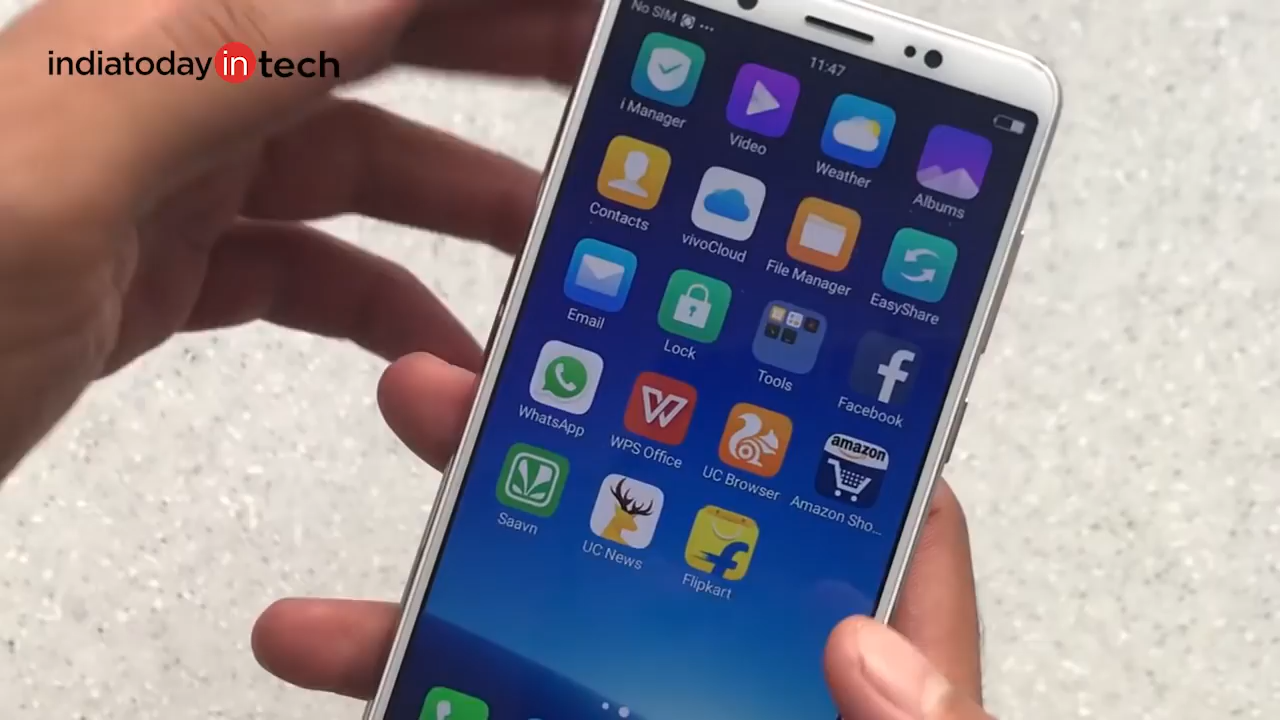 indiatoday in tech
No SIM
11:47
i Manager
Video
Weather
Albums
Contacts
vivoCloud
File Manager
EasyShare
Email
Lock
Tools
Facebook
WhatsApp
WPS Office
UC Browser
amazon
Amazon Sho...
Saavn
UC News
Flipkart